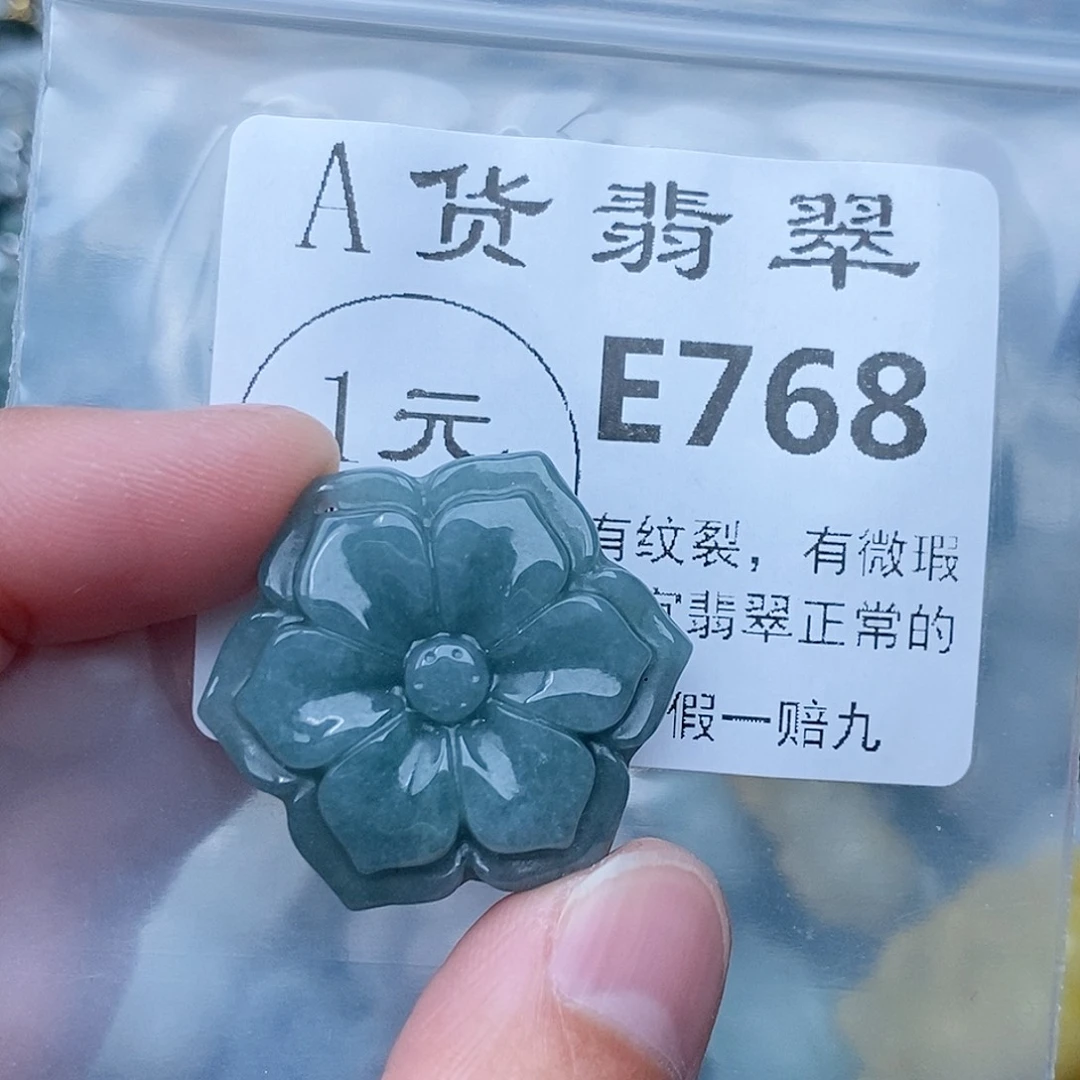 A货翡翠
1元
E768
有纹裂，有微瑕
翡翠正常的
假一赔九